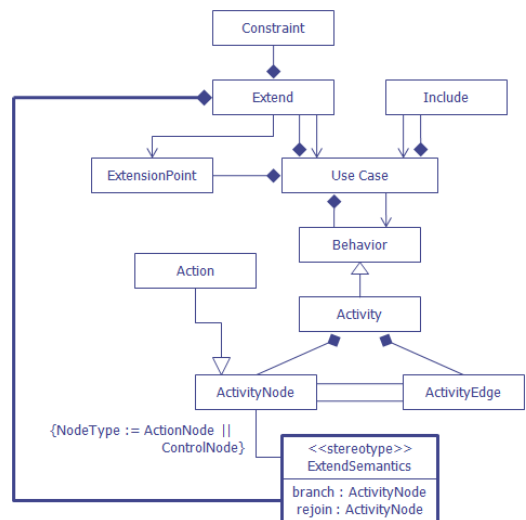 Constraint
Extend
Include
ExtensionPoint
Use Case
Behavior
Action
Activity
ActivityNode
ActivityEdge
{NodeType := ActionNode ||
ControlNode}
<<stereotype>>
ExtendSemantics
branch : ActivityNode
rejoin : ActivityNode